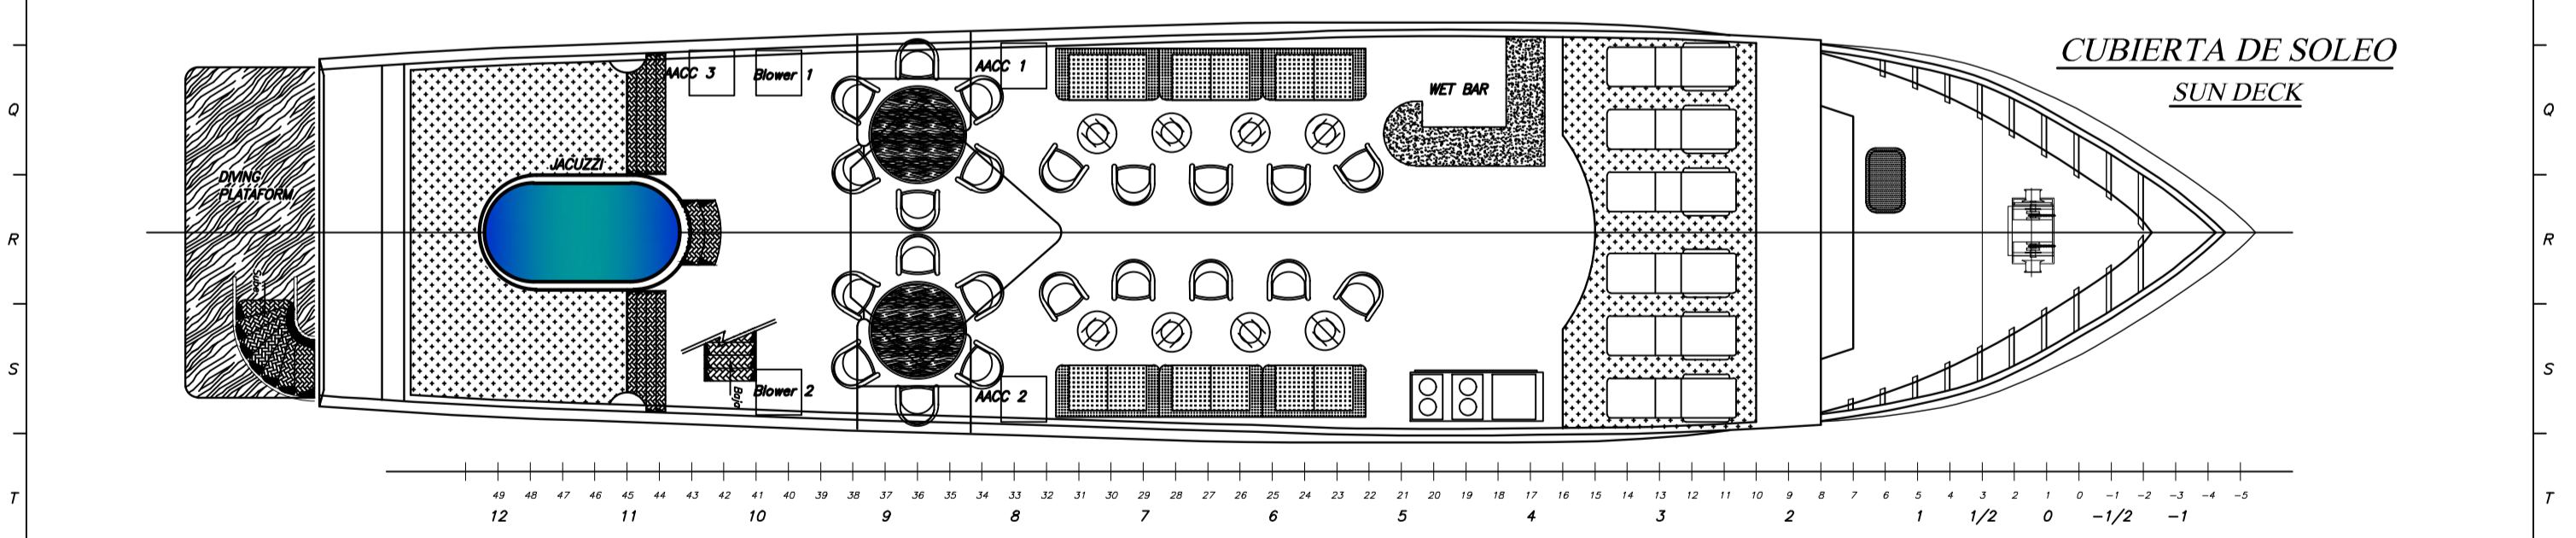 CUBIERTA DE SOLEO
SUN DECK
Q
Q
R
R
S
S
T
T
AACC 3
Blower 1
AACC 1
WET BAR
JACUZZI
DIVING
PLATAFORM
Sube
Baja
Blower 2
AACC 2
49 48 47 46 45 44 43 42 41 40 39 38 37 36 35 34 33 32 31 30 29 28 27 26 25 24 23 22 21 20 19 18 17 16 15 14 13 12 11 10 9 8 7 6 5 4 3 2 1 0 -1 -2 -3 -4 -5
12 11 10 9 8 7 6 5 4 3 2 1 1/2 0 -1/2 -1